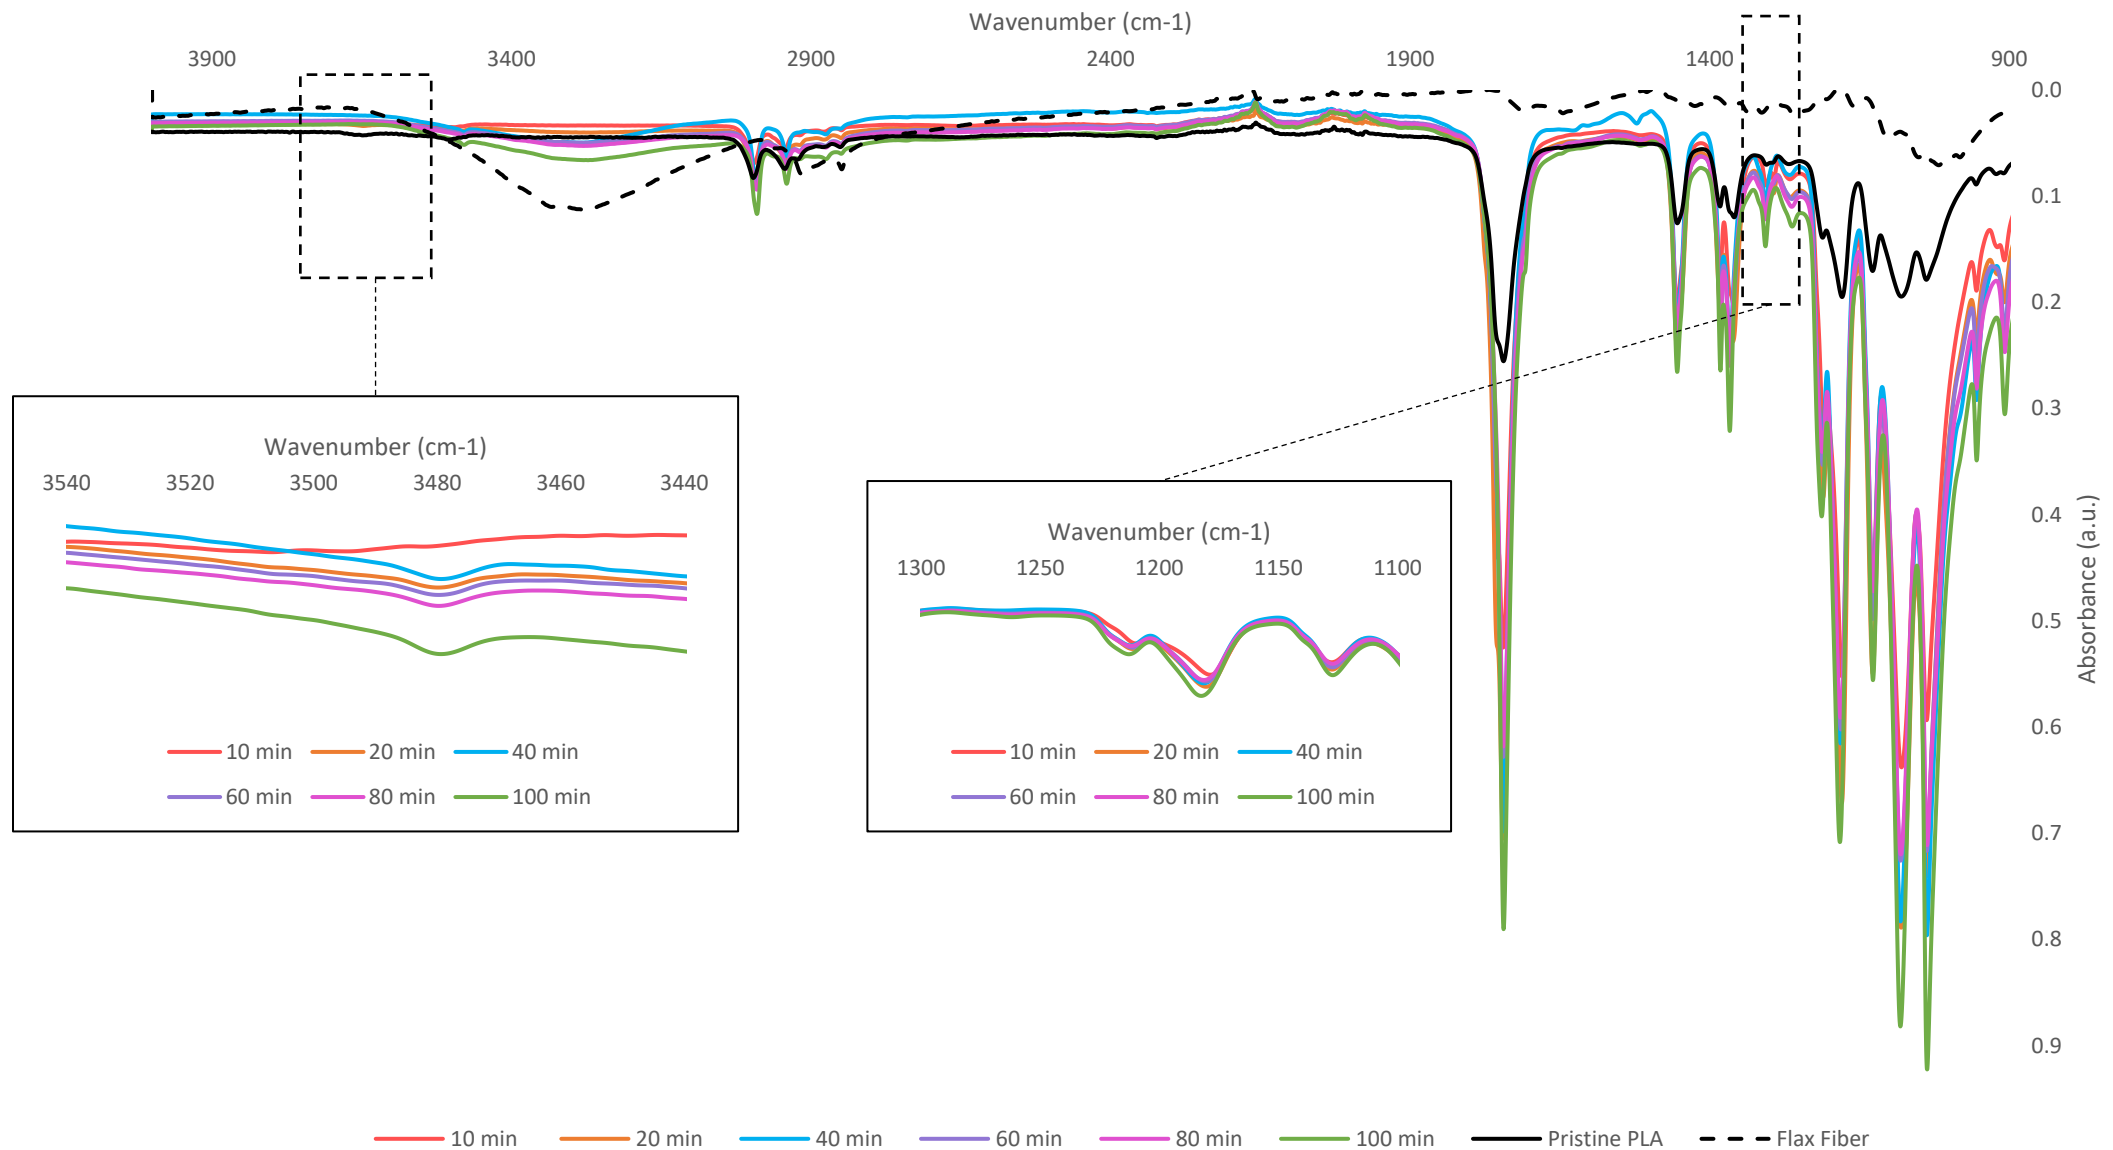 Wavenumber (cm-1)
3900 3400 2900 2400 1900 1400 900
0.0
0.1
0.2
0.3
0.4
0.5
0.6
0.7
0.8
0.9
Absorbance (a.u.)
Wavenumber (cm-1)
3540 3520 3500 3480 3460 3440
10 min 20 min 40 min
60 min 80 min 100 min
Wavenumber (cm-1)
1300 1250 1200 1150 1100
10 min 20 min 40 min
60 min 80 min 100 min
10 min 20 min 40 min 60 min 80 min 100 min Pristine PLA Flax Fiber